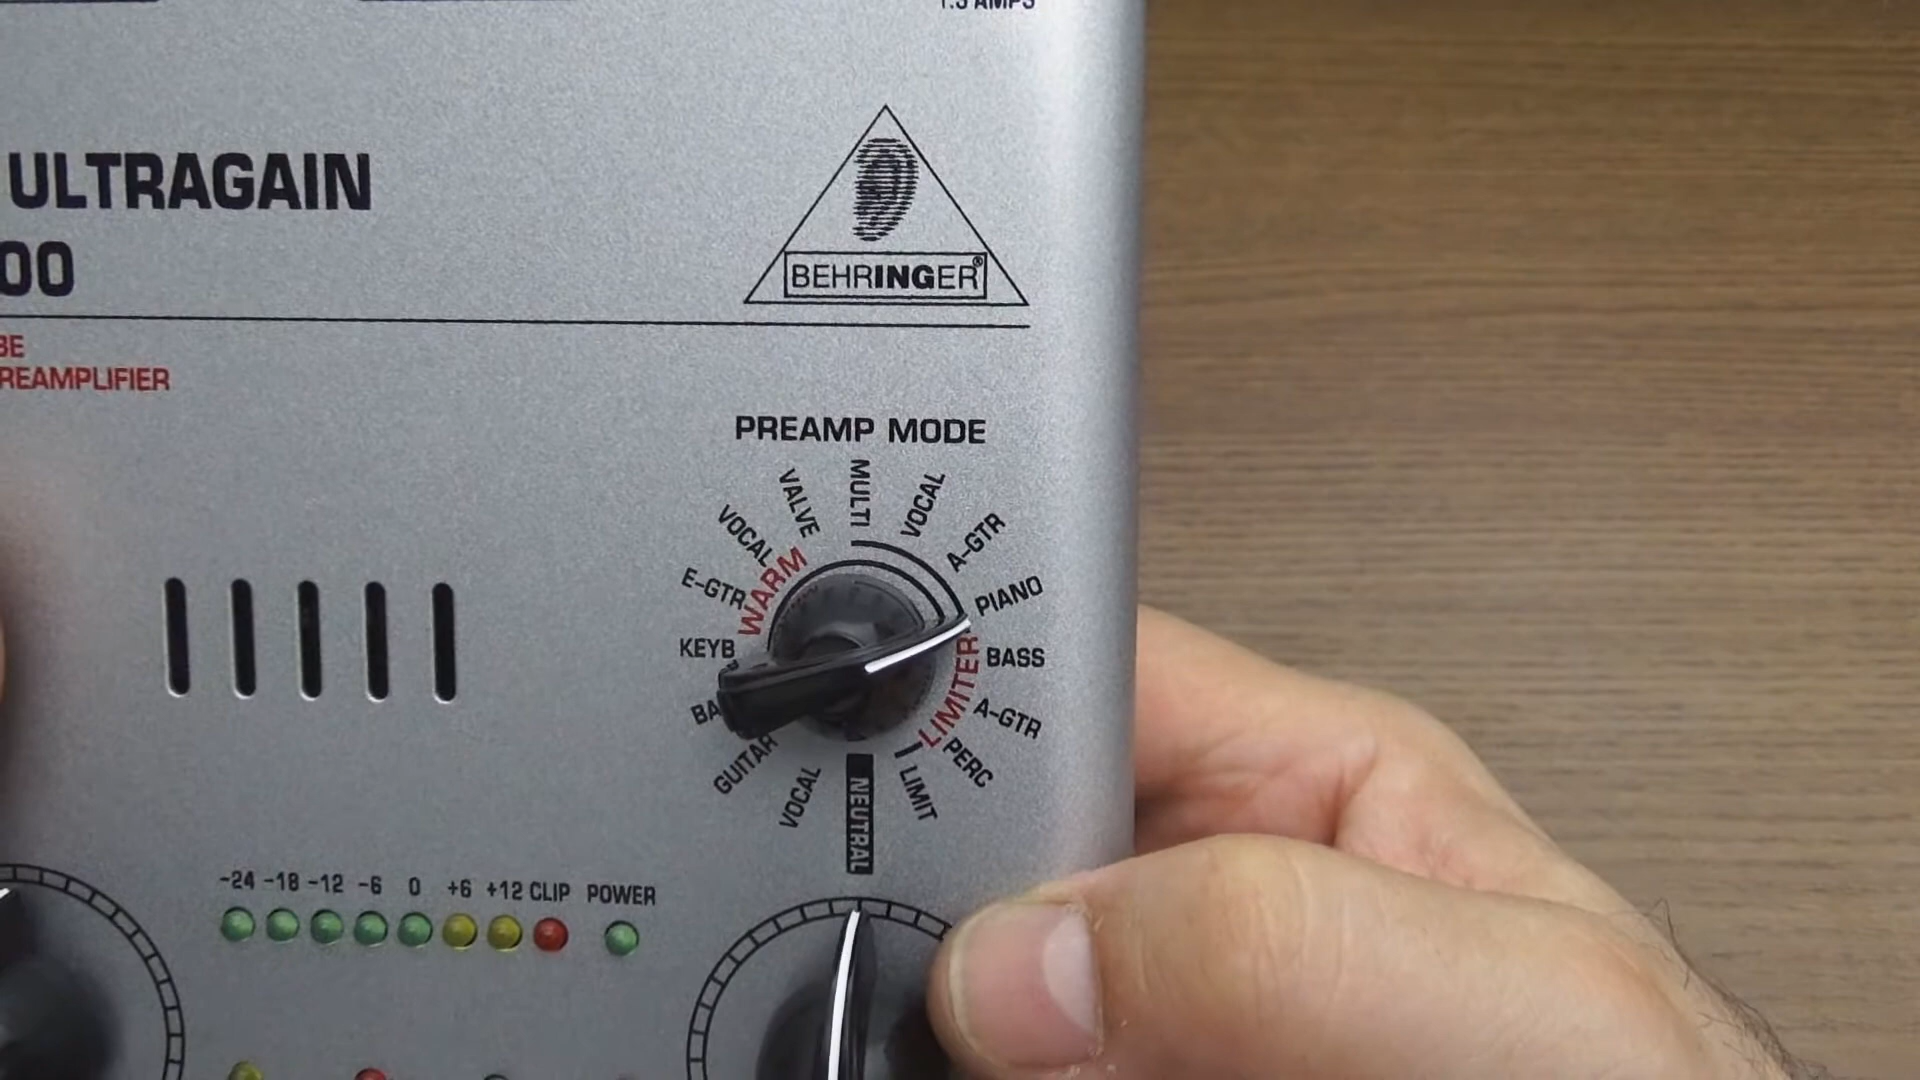 1.5 AMPS
ULTRAGAIN
00
BEHRINGER®
BE
REAMPLIFIER
PREAMP MODE
MULTI
VOCAL
A-GTR
PIANO
BASS
A-GTR
PERC
LIMIT
NEUTRAL
VOCAL
GUITAR
BA
KEYB
E-GTR
VOCAL
VALVE
WARM
LIMITER
-24 -18 -12 -6 0 +6 +12 CLIP POWER